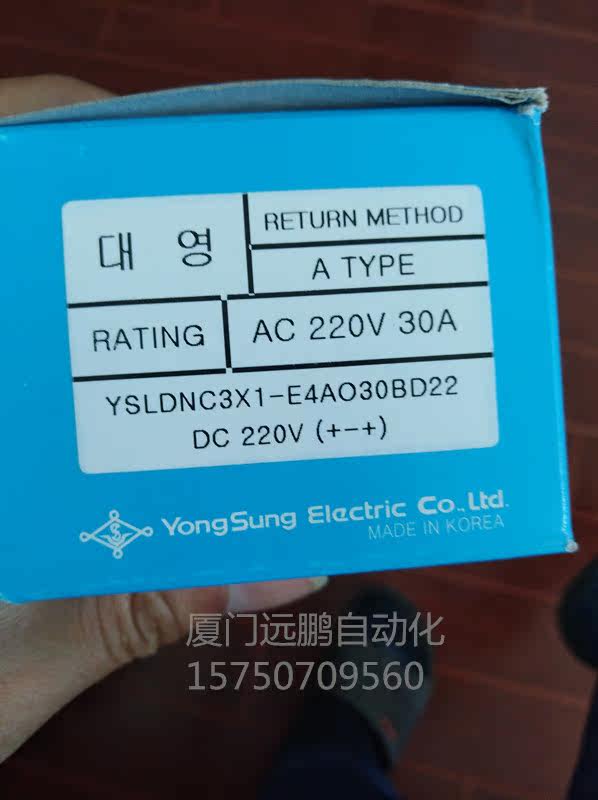 대 영
RETURN METHOD
A TYPE
RATING
AC 220V 30A
YSLDNC3X1-E4AO30BD22
DC 220V (+-+)
YongSung Electric Co.,Ltd.
MADE IN KOREA
厦门远鹏自动化
15750709560